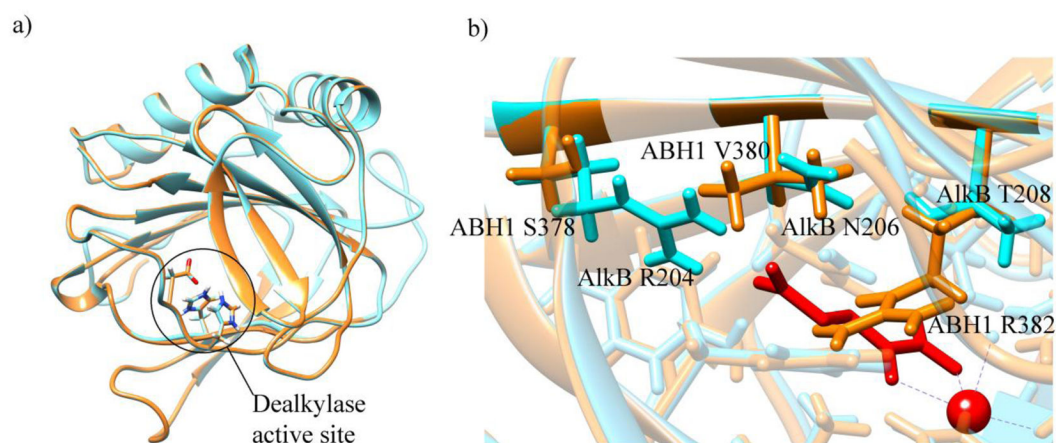 a)
Dealkylase
active site
b)
ABH1 V380
AlkB T208
ABH1 S378
AlkB N206
AlkB R204
ABH1 R382